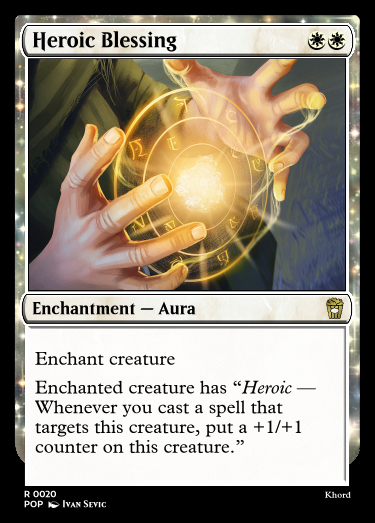 Heroic Blessing
Enchantment — Aura
Enchant creature
Enchanted creature has “Heroic —
Whenever you cast a spell that
targets this creature, put a +1/+1
counter on this creature.”
R 0020
Khord
POP Ivan Sevic